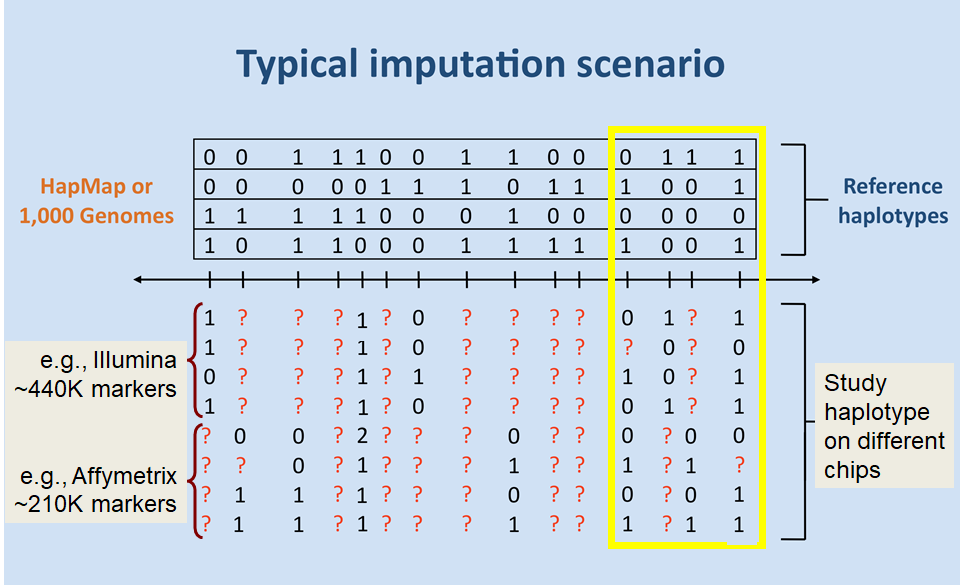 Typical imputation scenario
HapMap or
1,000 Genomes
0 0 1 1 1 0 0 1 1 0 0 0 1 1 1
0 0 0 0 0 1 1 1 0 1 1 1 0 0 1
1 1 1 1 1 0 0 0 1 0 0 0 0 0 0
1 0 1 1 0 0 0 1 1 1 1 1 0 0 1
Reference
haplotypes
e.g., Illumina
~440K markers
1 ? ? ? 1 ? 0 ? ? ? ? 0 1 ? 1
1 ? ? ? 1 ? 0 ? ? ? ? ? 0 ? 0
0 ? ? ? 1 ? 1 ? ? ? ? 1 0 ? 1
1 ? ? ? 1 ? 0 ? ? ? ? 0 1 ? 1
e.g., Affymetrix
~210K markers
? 0 0 ? 2 ? ? ? 0 ? ? 0 ? 0 0
? ? 0 ? 1 ? ? ? 1 ? ? 1 ? 1 ?
? 1 1 ? 1 ? ? ? 0 ? ? 0 ? 0 1
? 1 1 ? 1 ? ? ? 1 ? ? 1 ? 1 1
Study
haplotype
on different
chips